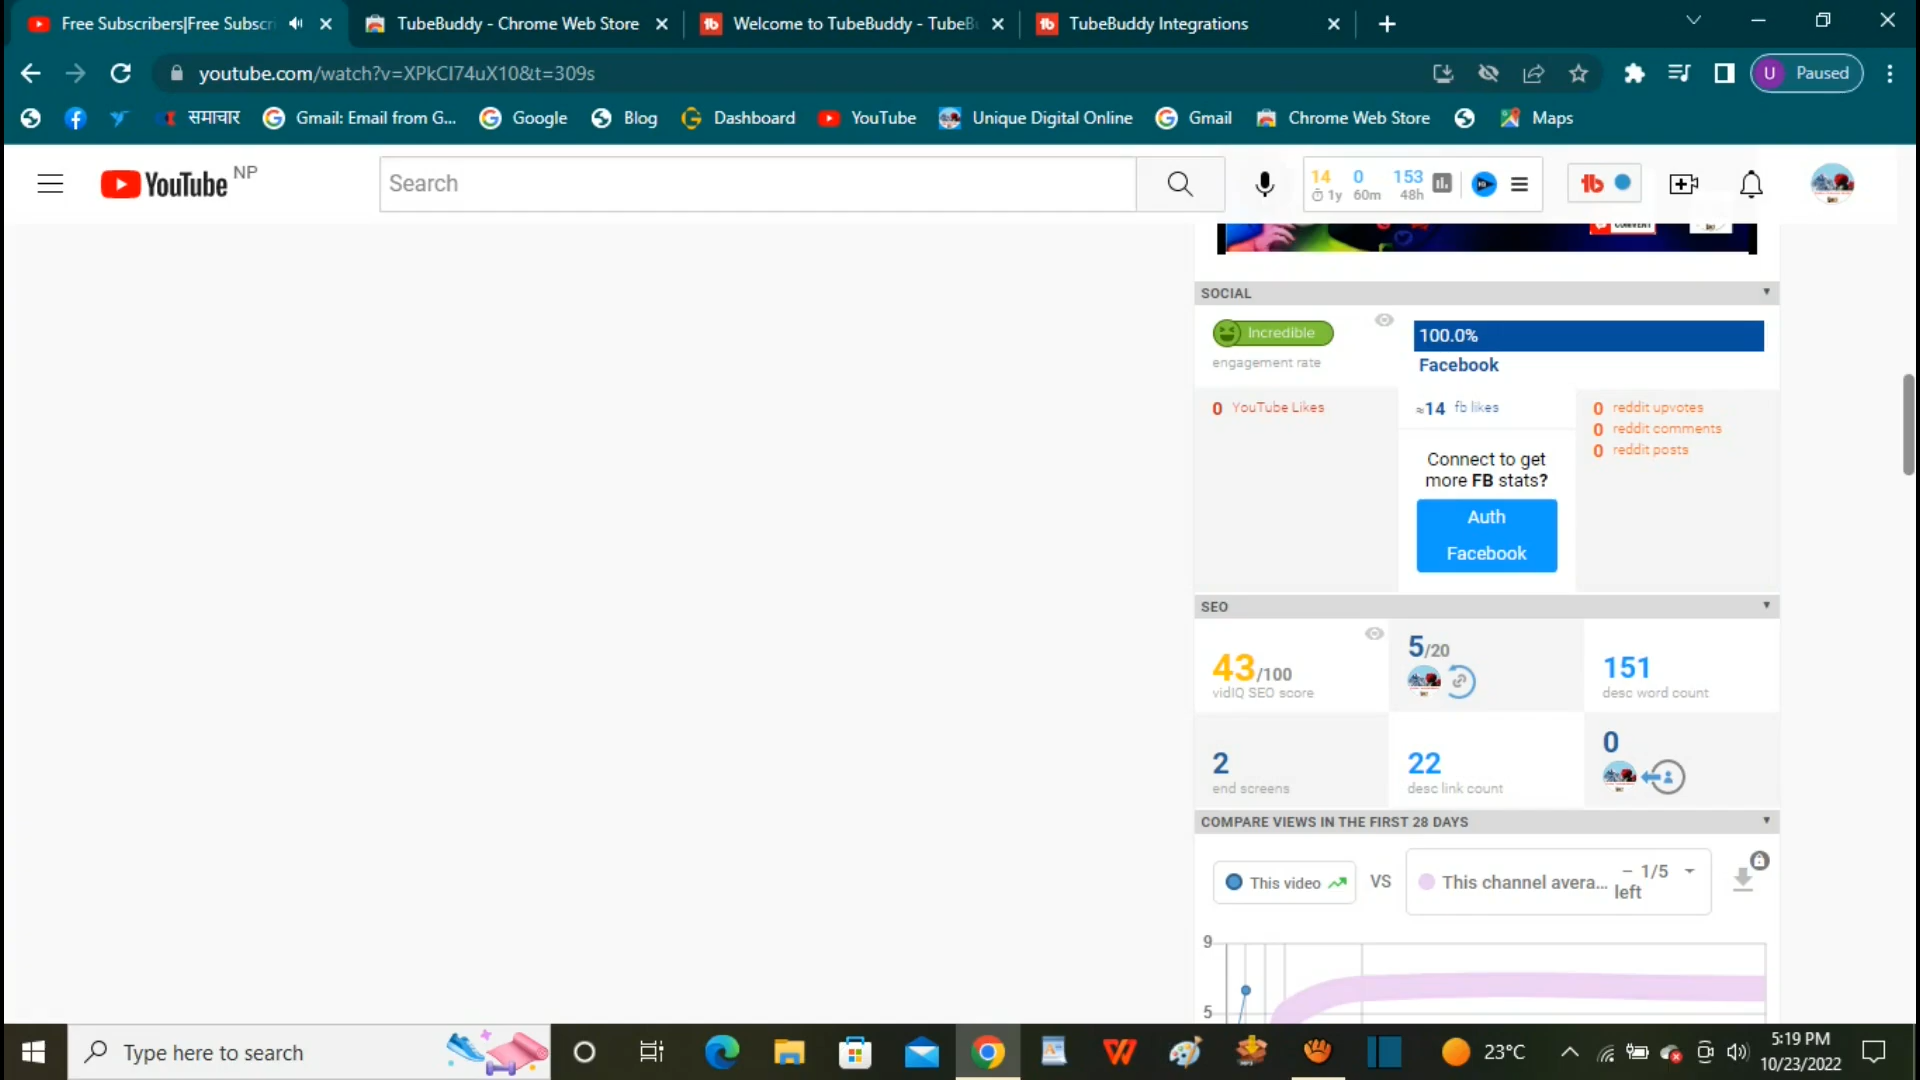 Free Subscribers|Free Subscr
TubeBuddy - Chrome Web Store
Welcome to TubeBuddy - TubeB
TubeBuddy Integrations
youtube.com/watch?v=XPkCI74uX10&t=309s
U Paused
समाचार
Gmail: Email from G...
Google
Blog
Dashboard
YouTube
Unique Digital Online
Gmail
Chrome Web Store
Maps
YouTube NP
Search
14 0 153
1y 60m 48h
tb
SOCIAL
Incredible
engagement rate
100.0%
Facebook
0 YouTube Likes
≈14 fb likes
0 reddit upvotes
0 reddit comments
0 reddit posts
Connect to get
more FB stats?
Auth
Facebook
SEO
43/100
vidIQ SEO score
5/20
151
desc word count
2
end screens
22
desc link count
0
COMPARE VIEWS IN THE FIRST 28 DAYS
This video
VS
This channel avera... – 1/5
left
9
5
Type here to search
23°C
5:19 PM
10/23/2022